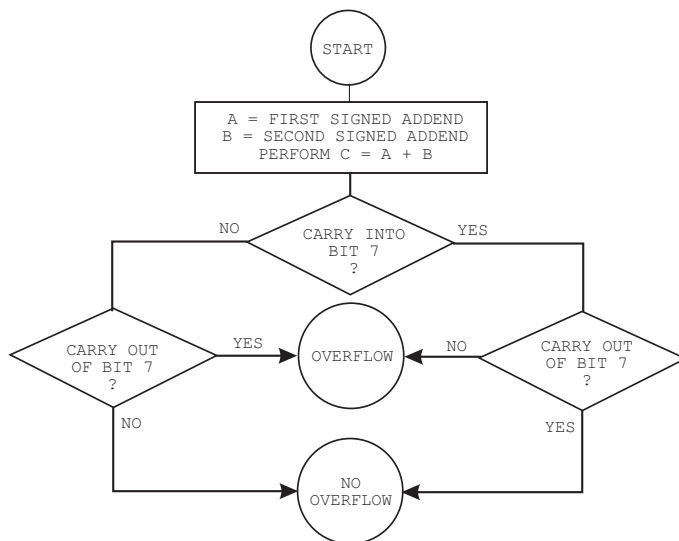 START
A = FIRST SIGNED ADDEND
B = SECOND SIGNED ADDEND
PERFORM C = A + B
NO
CARRY INTO
BIT 7
?
YES
CARRY OUT
OF BIT 7
?
YES
OVERFLOW
NO
CARRY OUT
OF BIT 7
?
NO
YES
NO
OVERFLOW